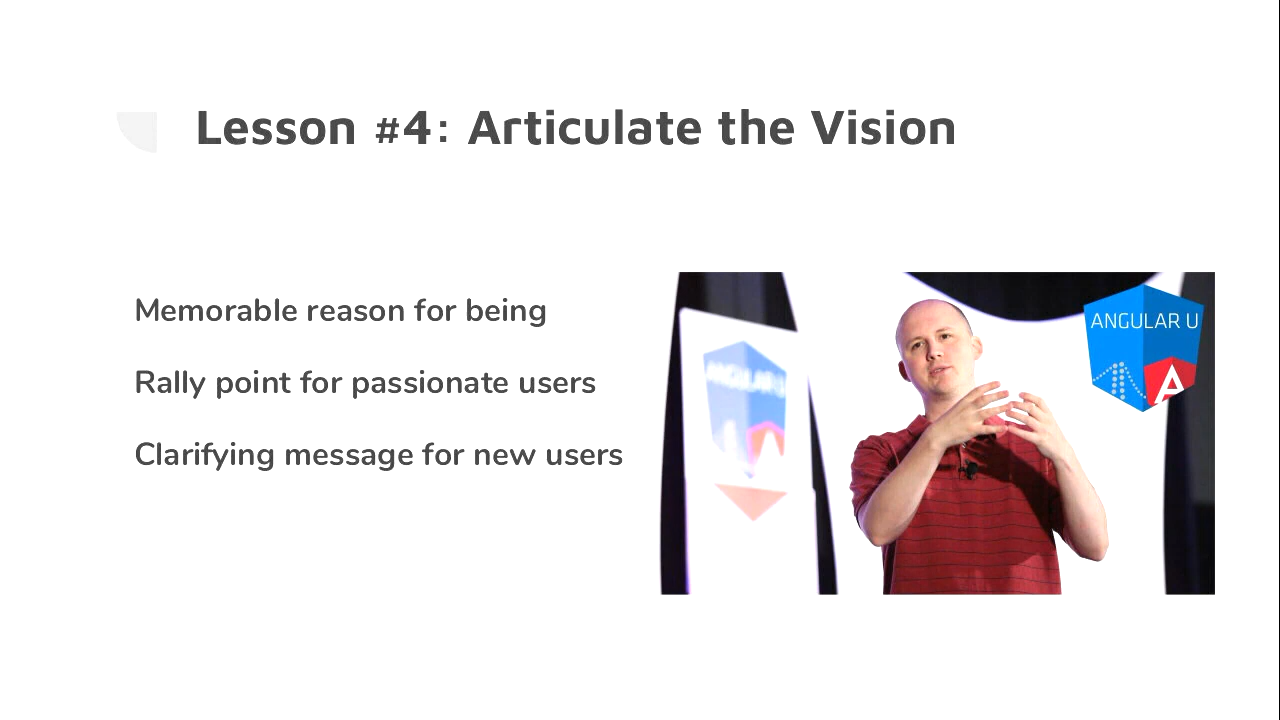 Lesson #4: Articulate the Vision
Memorable reason for being
Rally point for passionate users
Clarifying message for new users
ANGULAR U
ANGULAR U
A